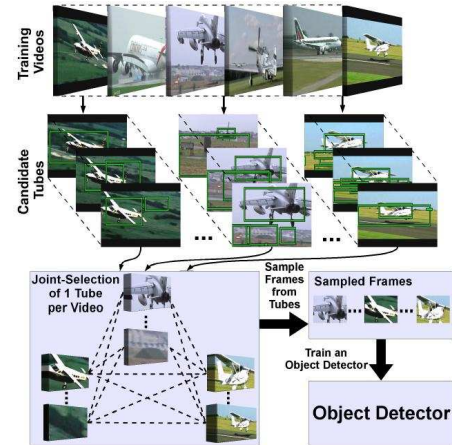 Training
Videos
Candidate
Tubes
...
...
Joint-Selection
of 1 Tube
per Video
Sample
Frames
from
Tubes
Sampled Frames
Train an
Object Detector
Object Detector